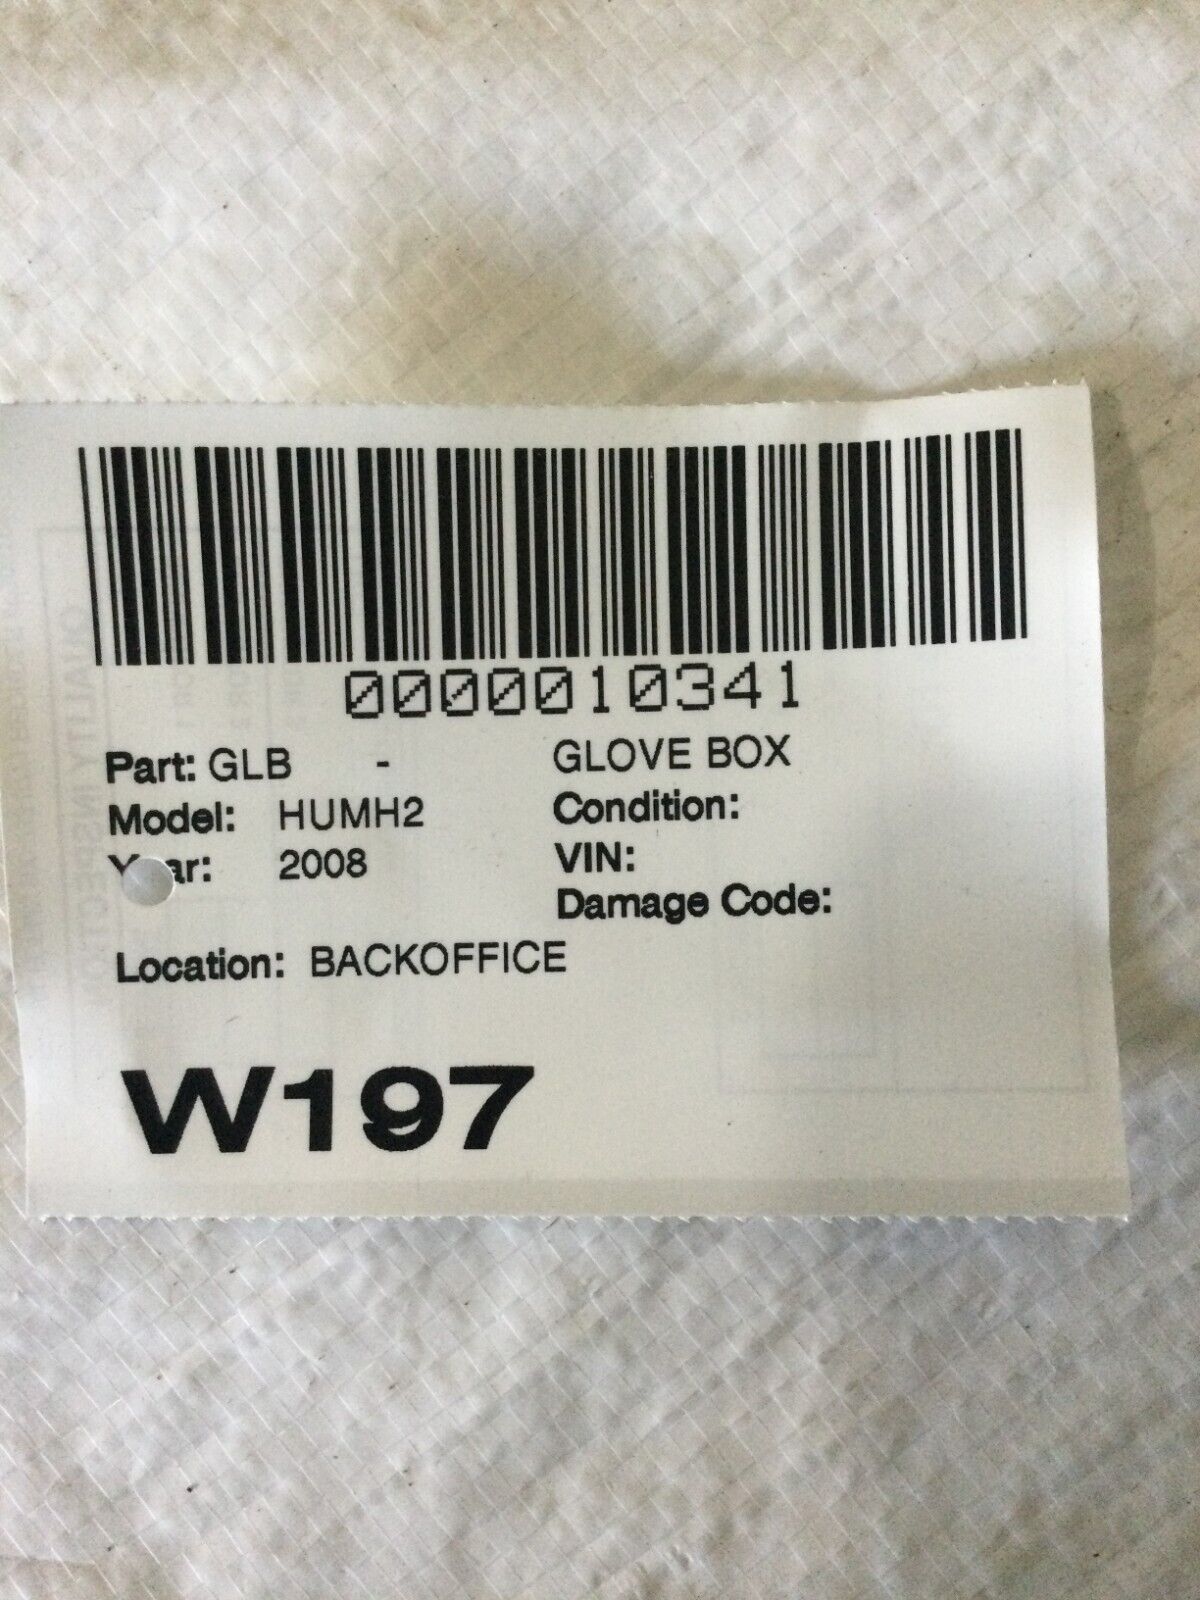 0000010341
Part: GLB - GLOVE BOX
Model: HUMH2 Condition:
Year: 2008 VIN:
Damage Code:
Location: BACKOFFICE
W197